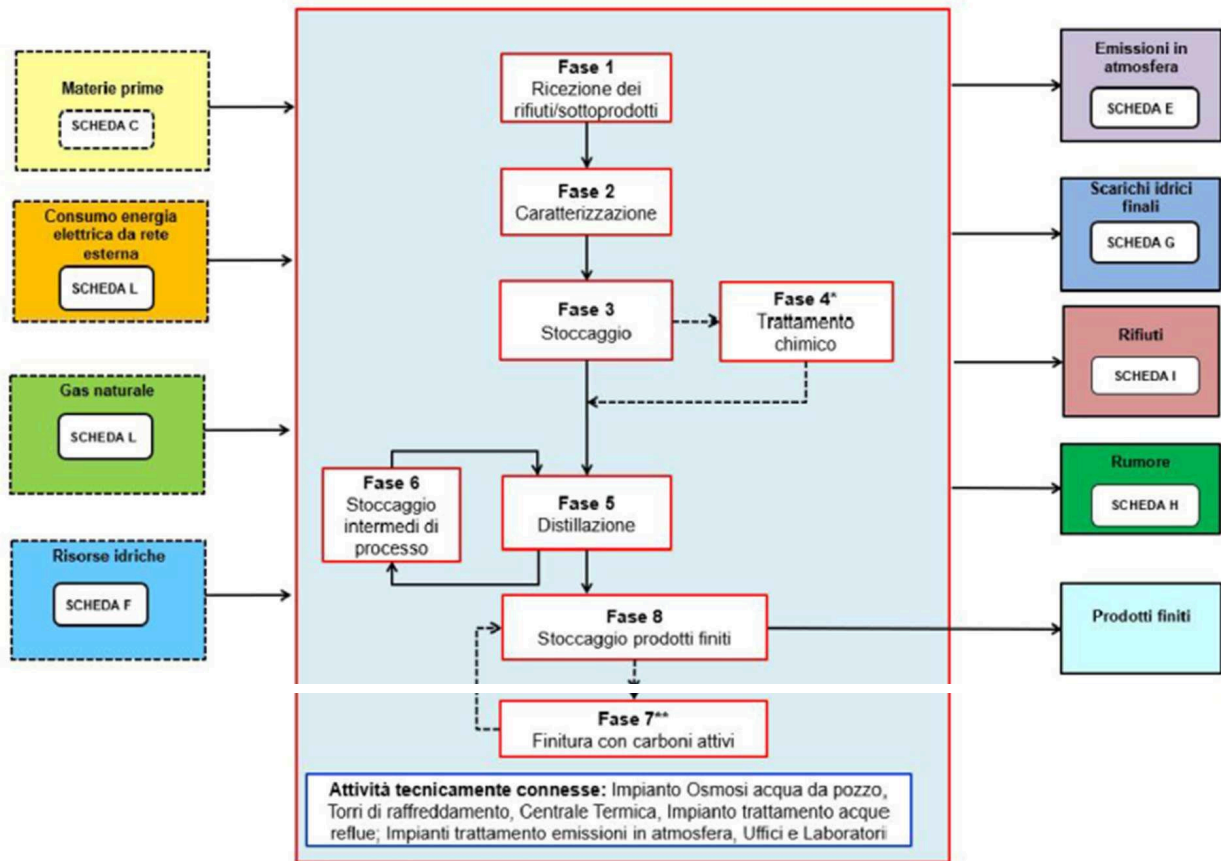 Materie prime
SCHEDA C
Consumo energia
elettrica da rete
esterna
SCHEDA L
Gas naturale
SCHEDA L
Risorse idriche
SCHEDA F
Fase 1
Ricezione dei
rifiuti/sottoprodotti
Fase 2
Caratterizzazione
Fase 3
Stoccaggio
Fase 4*
Trattamento
chimico
Fase 6
Stoccaggio
intermedi di
processo
Fase 5
Distillazione
Fase 8
Stoccaggio prodotti finiti
Fase 7**
Finitura con carboni attivi
Attività tecnicamente connesse: Impianto Osmosi acqua da pozzo,
Torri di raffreddamento, Centrale Termica, Impianto trattamento acque
reflue; Impianti trattamento emissioni in atmosfera, Uffici e Laboratori
Emissioni in
atmosfera
SCHEDA E
Scarichi idrici
finali
SCHEDA G
Rifiuti
SCHEDA I
Rumore
SCHEDA H
Prodotti finiti